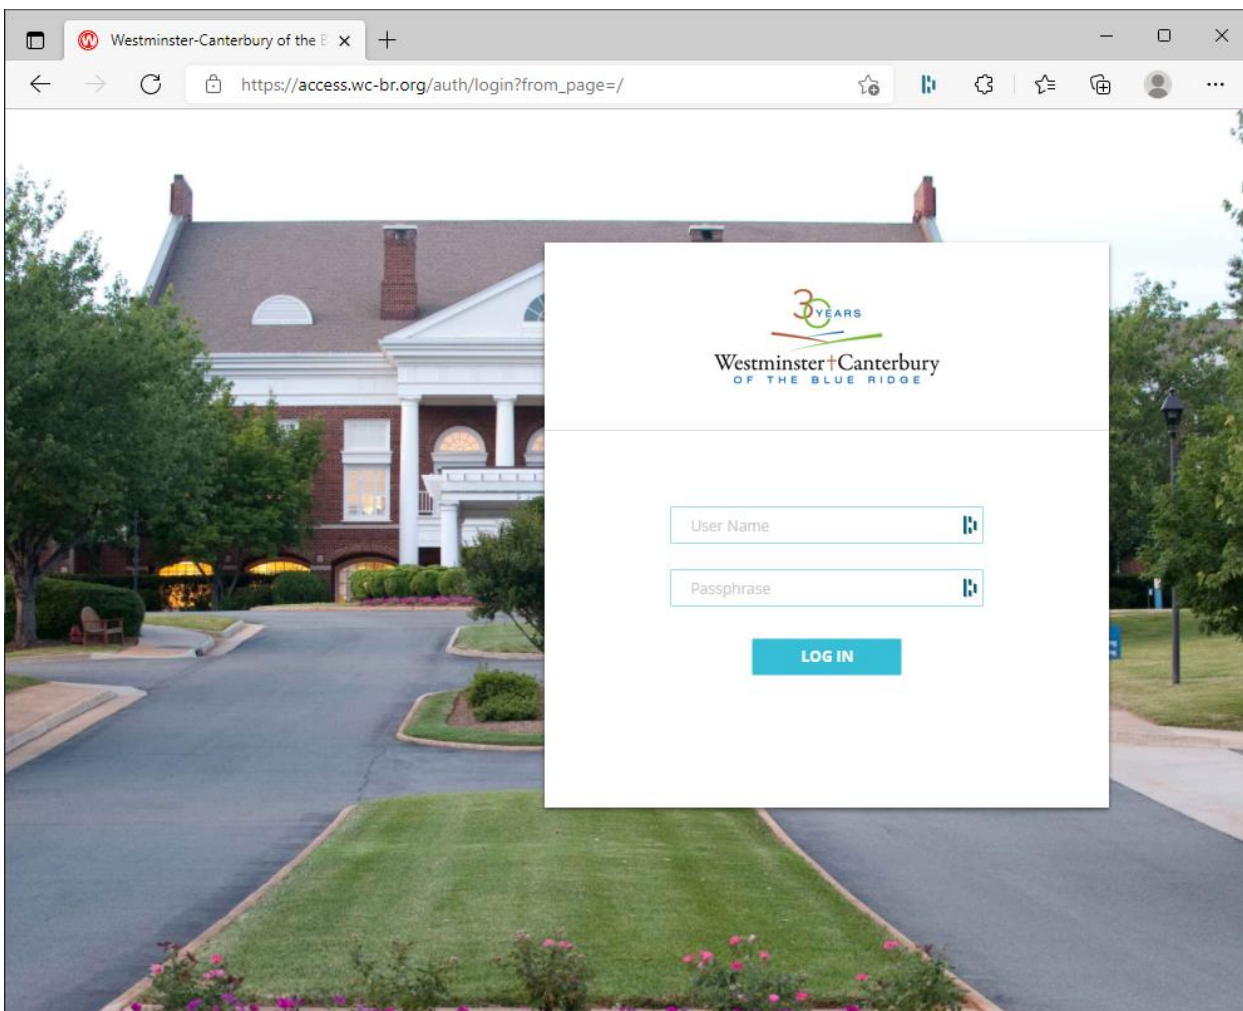 Westminster-Canterbury of the B
https://access.wc-br.org/auth/login?from_page=/
30 YEARS
Westminster†Canterbury
OF THE BLUE RIDGE
User Name
Passphrase
LOG IN